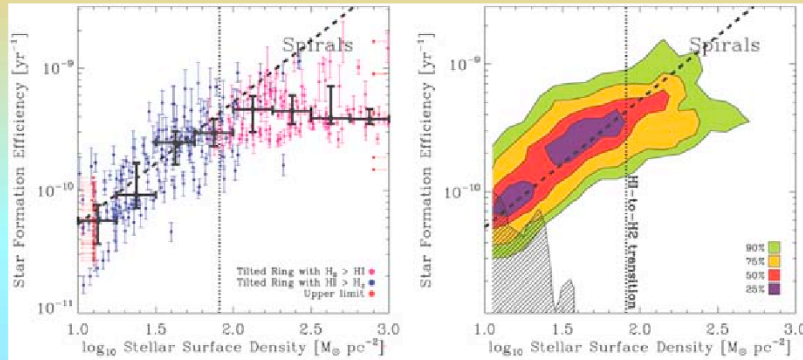 Star Formation Efficiency [yr⁻¹]
10⁻⁹
10⁻¹⁰
10⁻¹¹
Spirals
Tilted Ring with H₂ > HI
Tilted Ring with HI > H₂
Upper limit
1.0 1.5 2.0 2.5 3.0
log₁₀ Stellar Surface Density [M⊙ pc⁻²]
Star Formation Efficiency [yr⁻¹]
10⁻⁹
10⁻¹⁰
Spirals
HI-to-H2 transition
90%
75%
50%
25%
1.0 1.5 2.0 2.5 3.0
log₁₀ Stellar Surface Density [M⊙ pc⁻²]